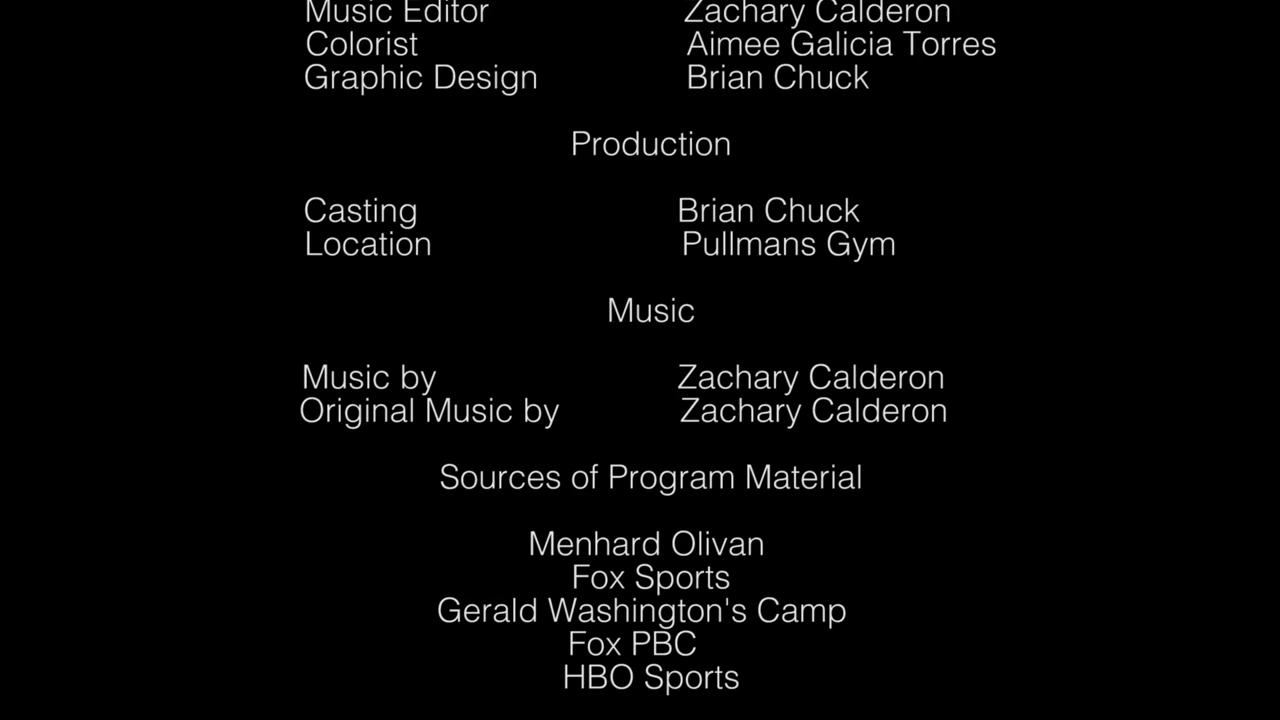 Music Editor Zachary Calderon
Colorist Aimee Galicia Torres
Graphic Design Brian Chuck
Production
Casting Brian Chuck
Location Pullmans Gym
Music
Music by Zachary Calderon
Original Music by Zachary Calderon
Sources of Program Material
Menhard Olivan
Fox Sports
Gerald Washington's Camp
Fox PBC
HBO Sports